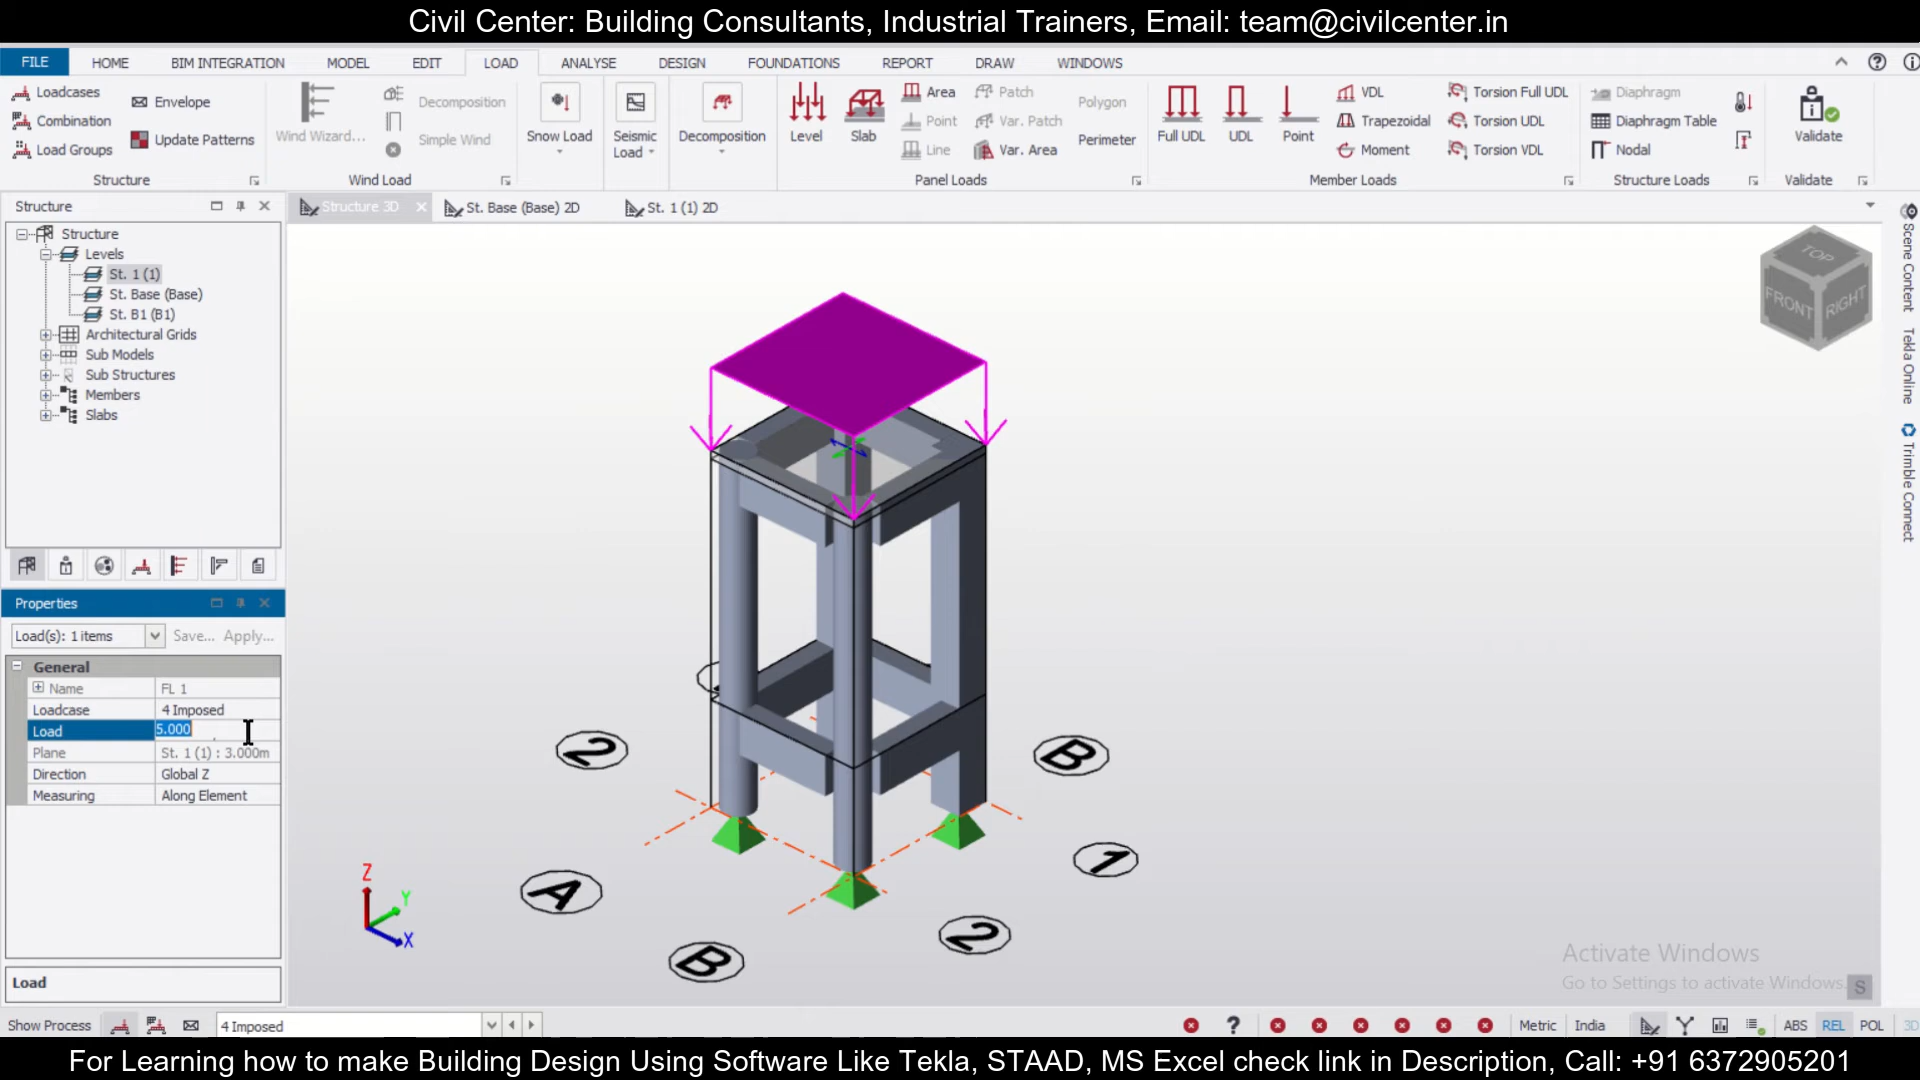 Civil Center: Building Consultants, Industrial Trainers, Email: team@civilcenter.in
FILE HOME BIM INTEGRATION MODEL EDIT LOAD ANALYSE DESIGN FOUNDATIONS REPORT DRAW WINDOWS
Loadcases
Combination
Load Groups
Envelope
Update Patterns
Structure
Wind Wizard...
Decomposition
Simple Wind
Wind Load
Snow Load
Seismic
Load
Decomposition
Level
Slab
Area
Point
Line
Patch
Var. Patch
Var. Area
Polygon
Perimeter
Panel Loads
Full UDL
UDL
Point
VDL
Trapezoidal
Moment
Torsion Full UDL
Torsion UDL
Torsion VDL
Member Loads
Diaphragm
Diaphragm Table
Nodal
Structure Loads
Validate
Validate
Structure
Structure
Levels
St. 1 (1)
St. Base (Base)
St. B1 (B1)
Architectural Grids
Sub Models
Sub Structures
Members
Slabs
Structure 3D
St. Base (Base) 2D
St. 1 (1) 2D
TOP
FRONT
RIGHT
Scene Content
Tekla Online
Trimble Connect
2
B
A
1
B
2
Z
Y
X
Properties
Load(s): 1 items
Save... Apply...
General
Name FL 1
Loadcase 4 Imposed
Load 5.000
Plane St. 1 (1) : 3.000m
Direction Global Z
Measuring Along Element
Load
Activate Windows
Go to Settings to activate Windows.
S
Show Process 4 Imposed ? Metric India ABS REL POL 3D
For Learning how to make Building Design Using Software Like Tekla, STAAD, MS Excel check link in Description, Call: +91 6372905201